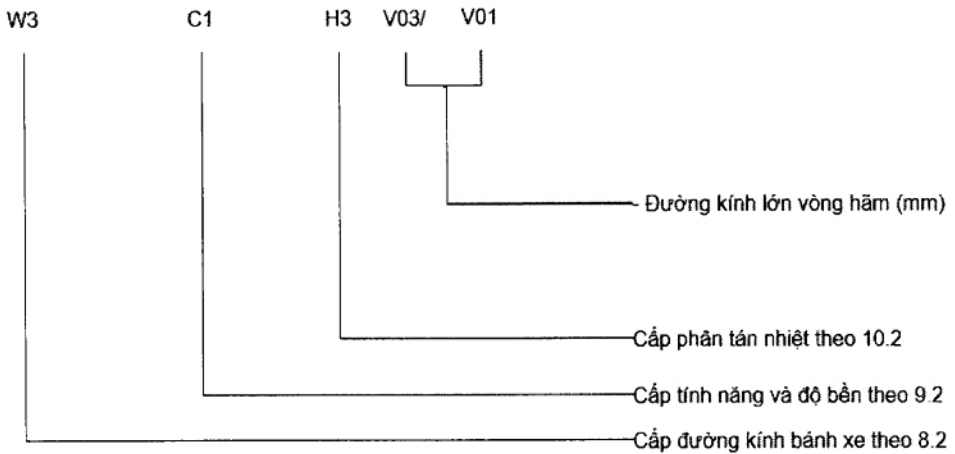 W3 C1 H3 V03/ V01
Đường kính lớn vòng hãm (mm)
Cấp phân tán nhiệt theo 10.2
Cấp tính năng và độ bền theo 9.2
Cấp đường kính bánh xe theo 8.2